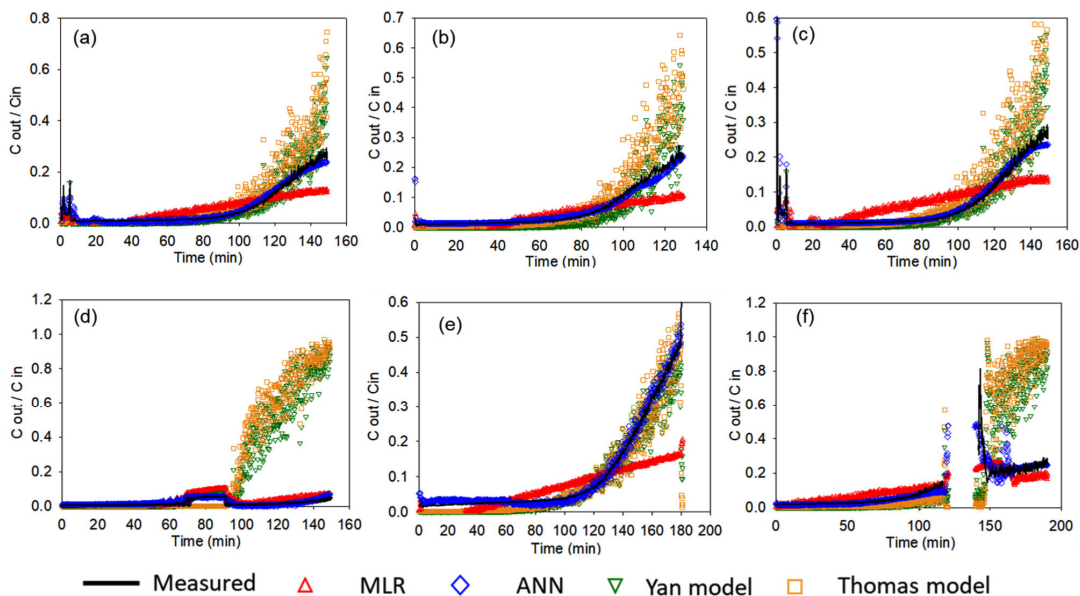 (a)
C out / Cin
0.8
0.6
0.4
0.2
0.0
0 20 40 60 80 100 120 140 160
Time (min)
(b)
C out / C in
0.7
0.6
0.5
0.4
0.3
0.2
0.1
0.0
0 20 40 60 80 100 120 140
Time (min)
(c)
C out / C in
0.6
0.5
0.4
0.3
0.2
0.1
0.0
0 20 40 60 80 100 120 140 160
Time (min)
(d)
C out / Cin
1.2
1.0
0.8
0.6
0.4
0.2
0.0
0 20 40 60 80 100 120 140 160
Time (min)
(e)
C out / C in
0.6
0.5
0.4
0.3
0.2
0.1
0.0
0 20 40 60 80 100 120 140 160 180 200
Time (min)
(f)
C out / C in
1.2
1.0
0.8
0.6
0.4
0.2
0.0
0 50 100 150 200
Time (min)
Measured MLR ANN Yan model Thomas model